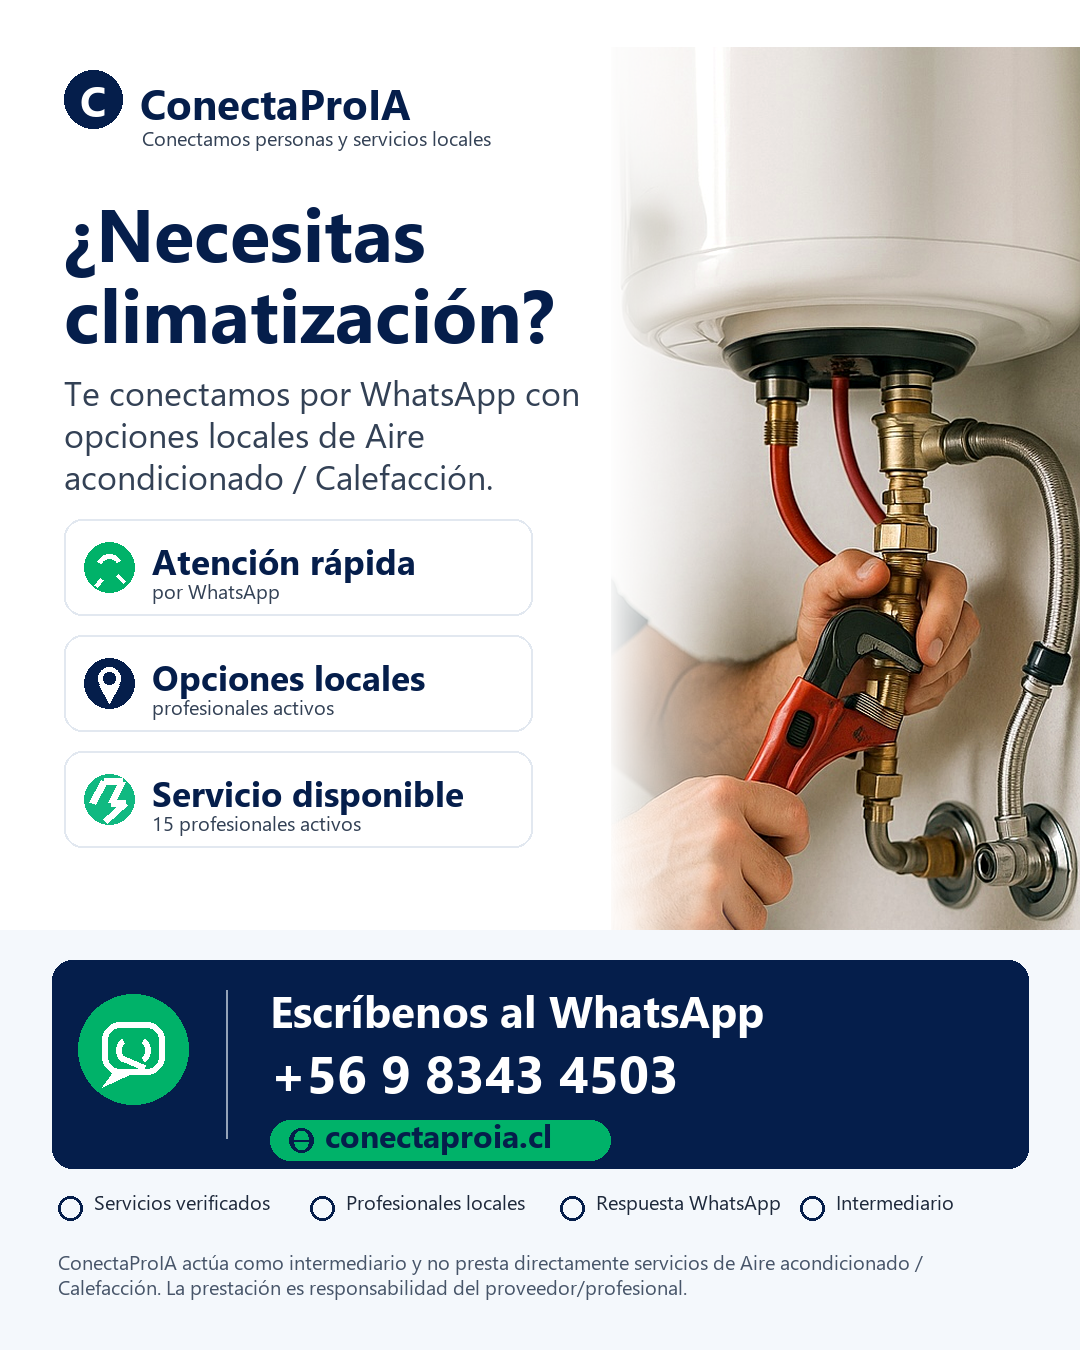 C ConectaProIA
Conectamos personas y servicios locales
¿Necesitas
climatización?
Te conectamos por WhatsApp con
opciones locales de Aire
acondicionado / Calefacción.
Atención rápida
por WhatsApp
Opciones locales
profesionales activos
Servicio disponible
15 profesionales activos
Escríbenos al WhatsApp
+56 9 8343 4503
conectaproia.cl
Servicios verificados Profesionales locales Respuesta WhatsApp Intermediario
ConectaProIA actúa como intermediario y no presta directamente servicios de Aire acondicionado /
Calefacción. La prestación es responsabilidad del proveedor/profesional.